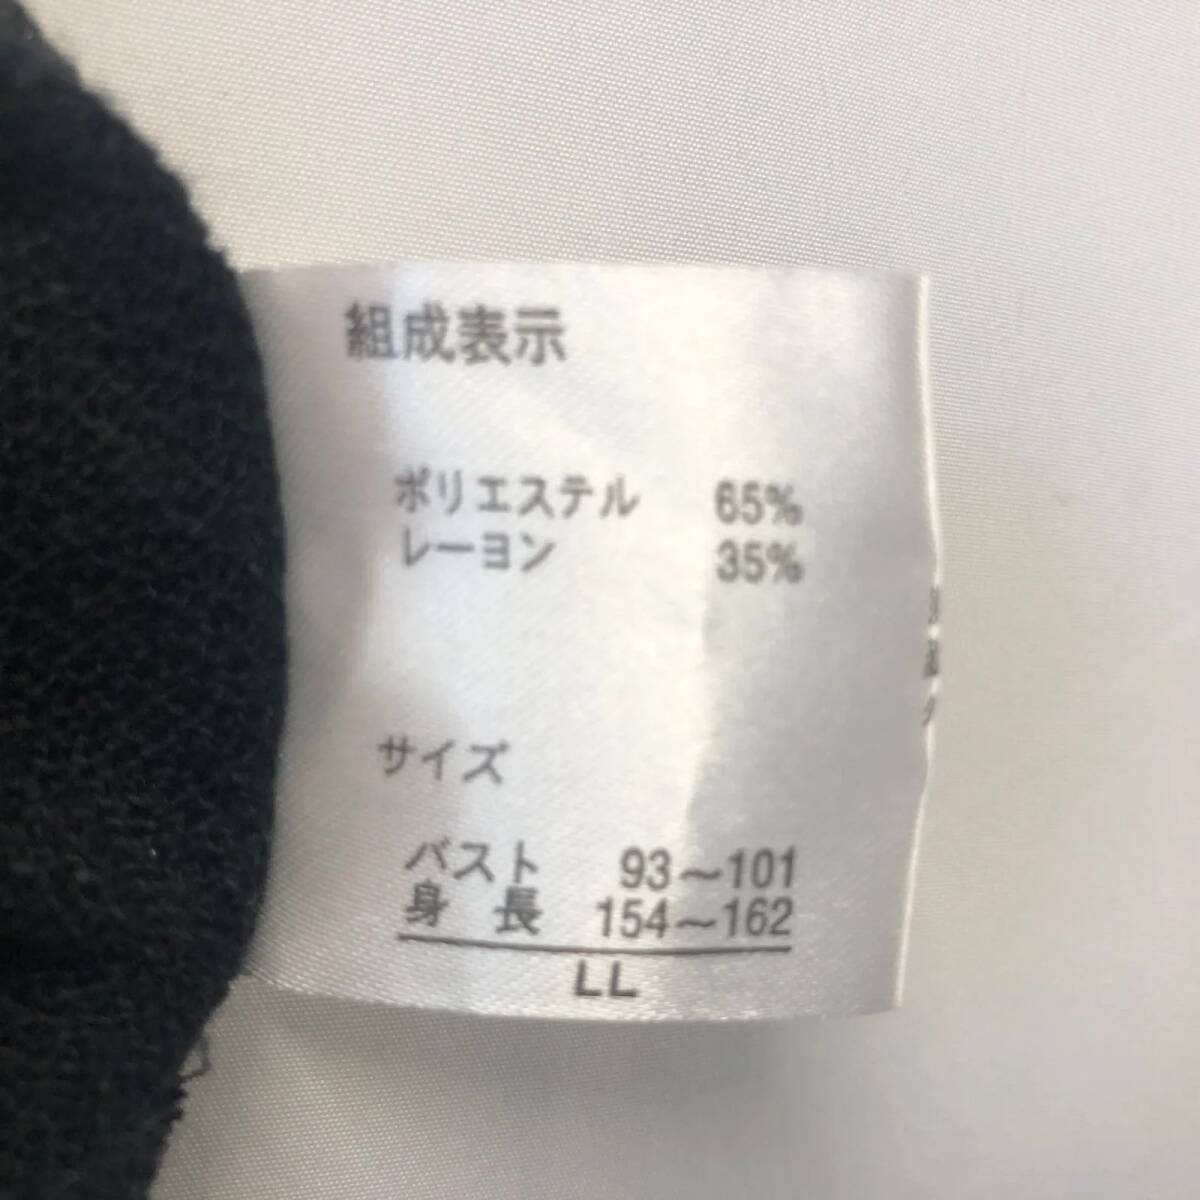 組成表示
ポリエステル 65%
レーヨン 35%
サイズ
バスト 93～101
身 長 154～162
LL